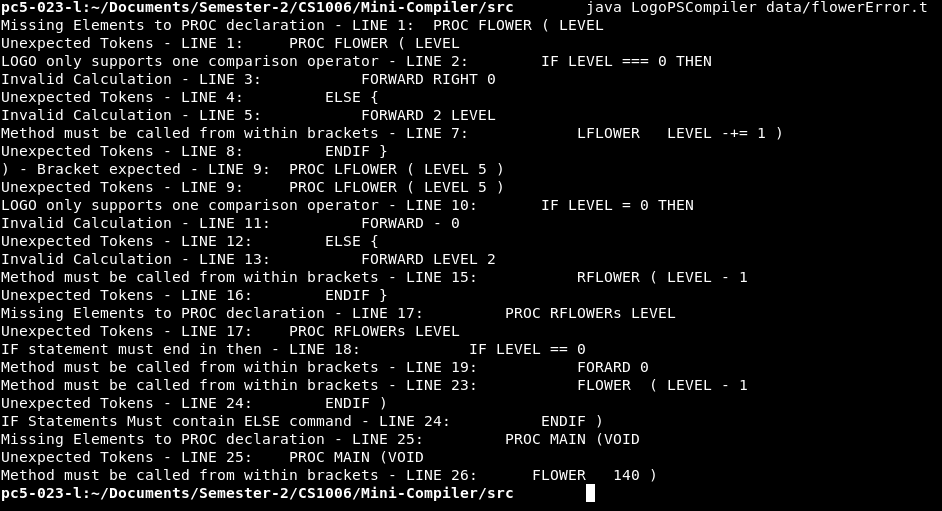 pc5-023-l:~/Documents/Semester-2/CS1006/Mini-Compiler/src        java LogoPSCompiler data/flowerError.t
Missing Elements to PROC declaration - LINE 1:  PROC FLOWER ( LEVEL
Unexpected Tokens - LINE 1:     PROC FLOWER ( LEVEL
LOGO only supports one comparison operator - LINE 2:        IF LEVEL === 0 THEN
Invalid Calculation - LINE 3:           FORWARD RIGHT 0
Unexpected Tokens - LINE 4:         ELSE {
Invalid Calculation - LINE 5:           FORWARD 2 LEVEL
Method must be called from within brackets - LINE 7:            LFLOWER   LEVEL -+= 1 )
Unexpected Tokens - LINE 8:         ENDIF }
) - Bracket expected - LINE 9:  PROC LFLOWER ( LEVEL 5 )
Unexpected Tokens - LINE 9:     PROC LFLOWER ( LEVEL 5 )
LOGO only supports one comparison operator - LINE 10:       IF LEVEL = 0 THEN
Invalid Calculation - LINE 11:          FORWARD - 0
Unexpected Tokens - LINE 12:        ELSE {
Invalid Calculation - LINE 13:          FORWARD LEVEL 2
Method must be called from within brackets - LINE 15:           RFLOWER ( LEVEL - 1
Unexpected Tokens - LINE 16:        ENDIF }
Missing Elements to PROC declaration - LINE 17:         PROC RFLOWERs LEVEL
Unexpected Tokens - LINE 17:    PROC RFLOWERs LEVEL
IF statement must end in then - LINE 18:            IF LEVEL == 0
Method must be called from within brackets - LINE 19:           FORARD 0
Method must be called from within brackets - LINE 23:           FLOWER  ( LEVEL - 1
Unexpected Tokens - LINE 24:        ENDIF )
IF Statements Must contain ELSE command - LINE 24:          ENDIF )
Missing Elements to PROC declaration - LINE 25:         PROC MAIN (VOID
Unexpected Tokens - LINE 25:    PROC MAIN (VOID
Method must be called from within brackets - LINE 26:      FLOWER   140 )
pc5-023-l:~/Documents/Semester-2/CS1006/Mini-Compiler/src